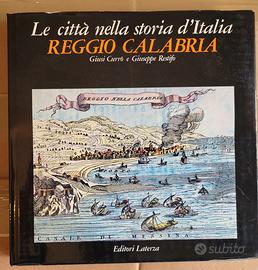 Le città nella storia d'Italia
REGGIO CALABRIA
Giusi Currò e Giuseppe Restifo
REGGIO NELLA CALABRIA
CANALE DI MESSINA
Editori Laterza
subito